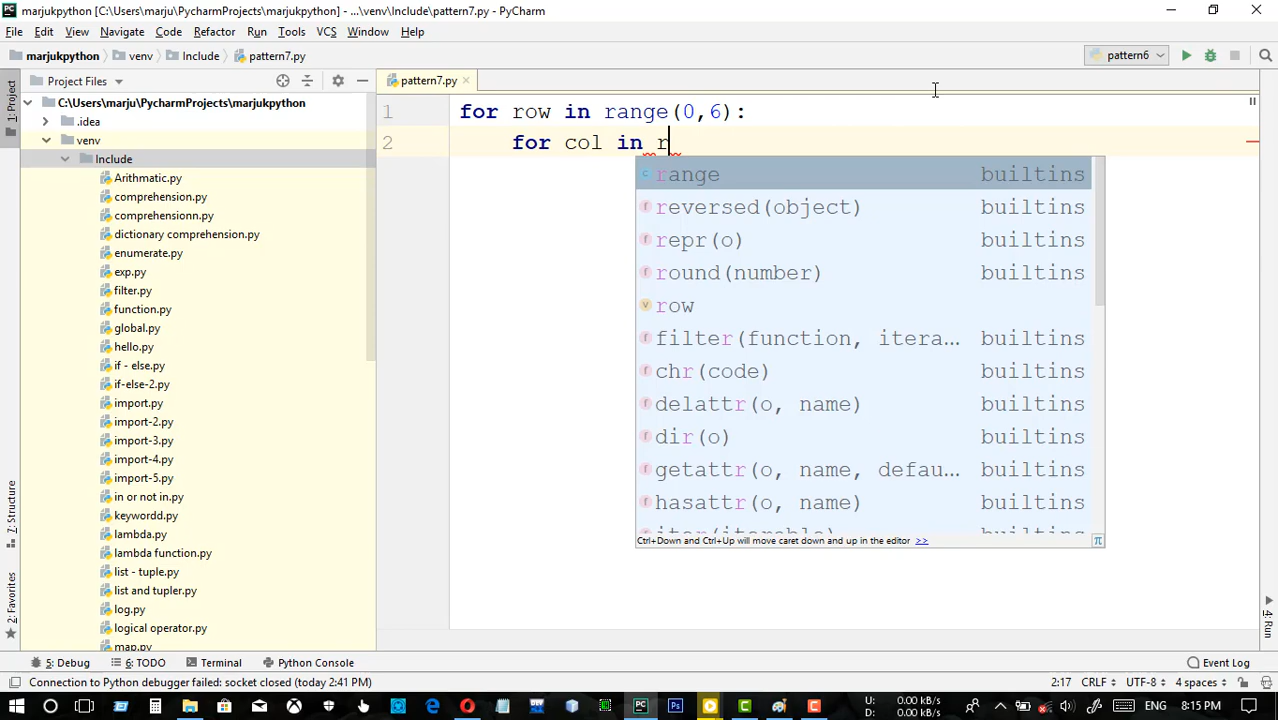 marjukpython [C:\Users\marju\PycharmProjects\marjukpython] - ...\venv\Include\pattern7.py - PyCharm
File Edit View Navigate Code Refactor Run Tools VCS Window Help
marjukpython venv Include pattern7.py pattern6
Project Files pattern7.py
C:\Users\marju\PycharmProjects\marjukpython
.idea
venv
Include
Arithmatic.py
comprehension.py
comprehensionn.py
dictionary comprehension.py
enumerate.py
exp.py
filter.py
function.py
global.py
hello.py
if - else.py
if-else-2.py
import.py
import-2.py
import-3.py
import-4.py
import-5.py
in or not in.py
keywordd.py
lambda.py
lambda function.py
list - tuple.py
list and tupler.py
log.py
logical operator.py
map.py
1 for row in range(0,6):
2 for col in r
range builtins
reversed(object) builtins
repr(o) builtins
round(number) builtins
row
filter(function, itera... builtins
chr(code) builtins
delattr(o, name) builtins
dir(o) builtins
getattr(o, name, defau... builtins
hasattr(o, name) builtins
Ctrl+Down and Ctrl+Up will move caret down and up in the editor >>
1: Project
Z: Structure
2: Favorites
4: Run
5: Debug 6: TODO Terminal Python Console Event Log
Connection to Python debugger failed: socket closed (today 2:41 PM) 2:17 CRLF UTF-8 4 spaces
U: 0.00 kB/s
D: 0.00 kB/s
ENG 8:15 PM